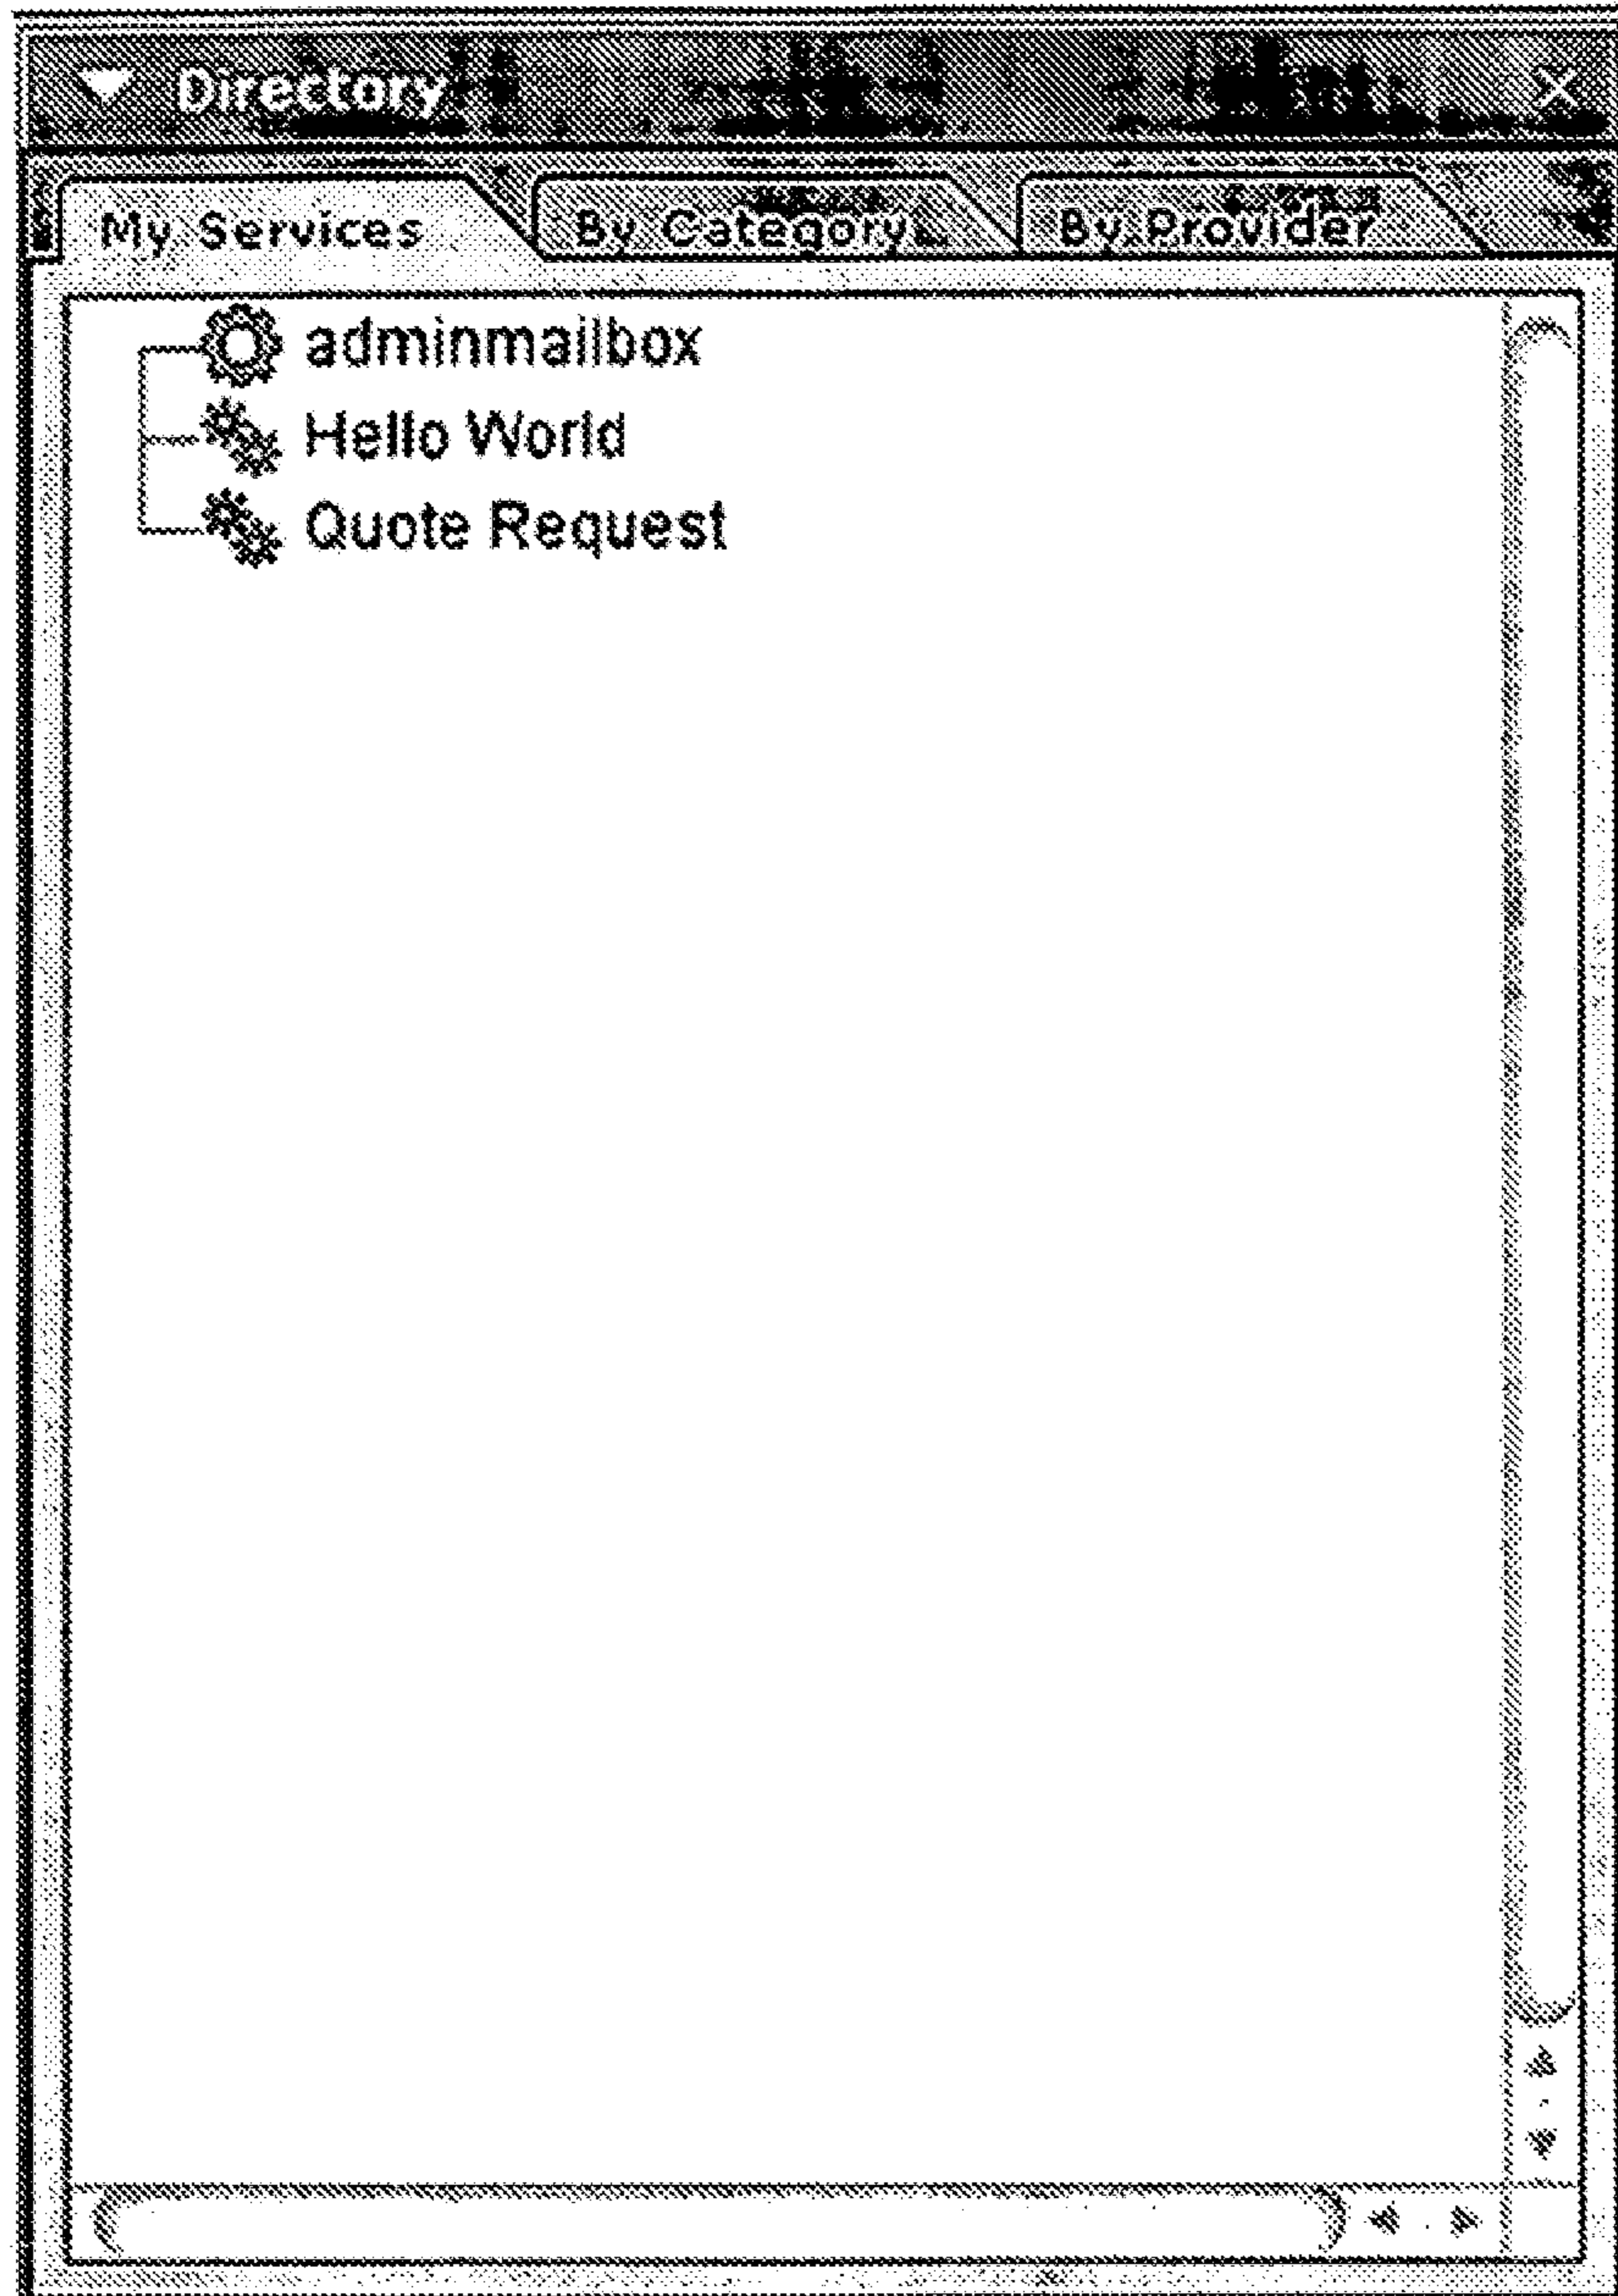 Directory
My Services By Category By Provider
adminmailbox
Hello World
Quote Request